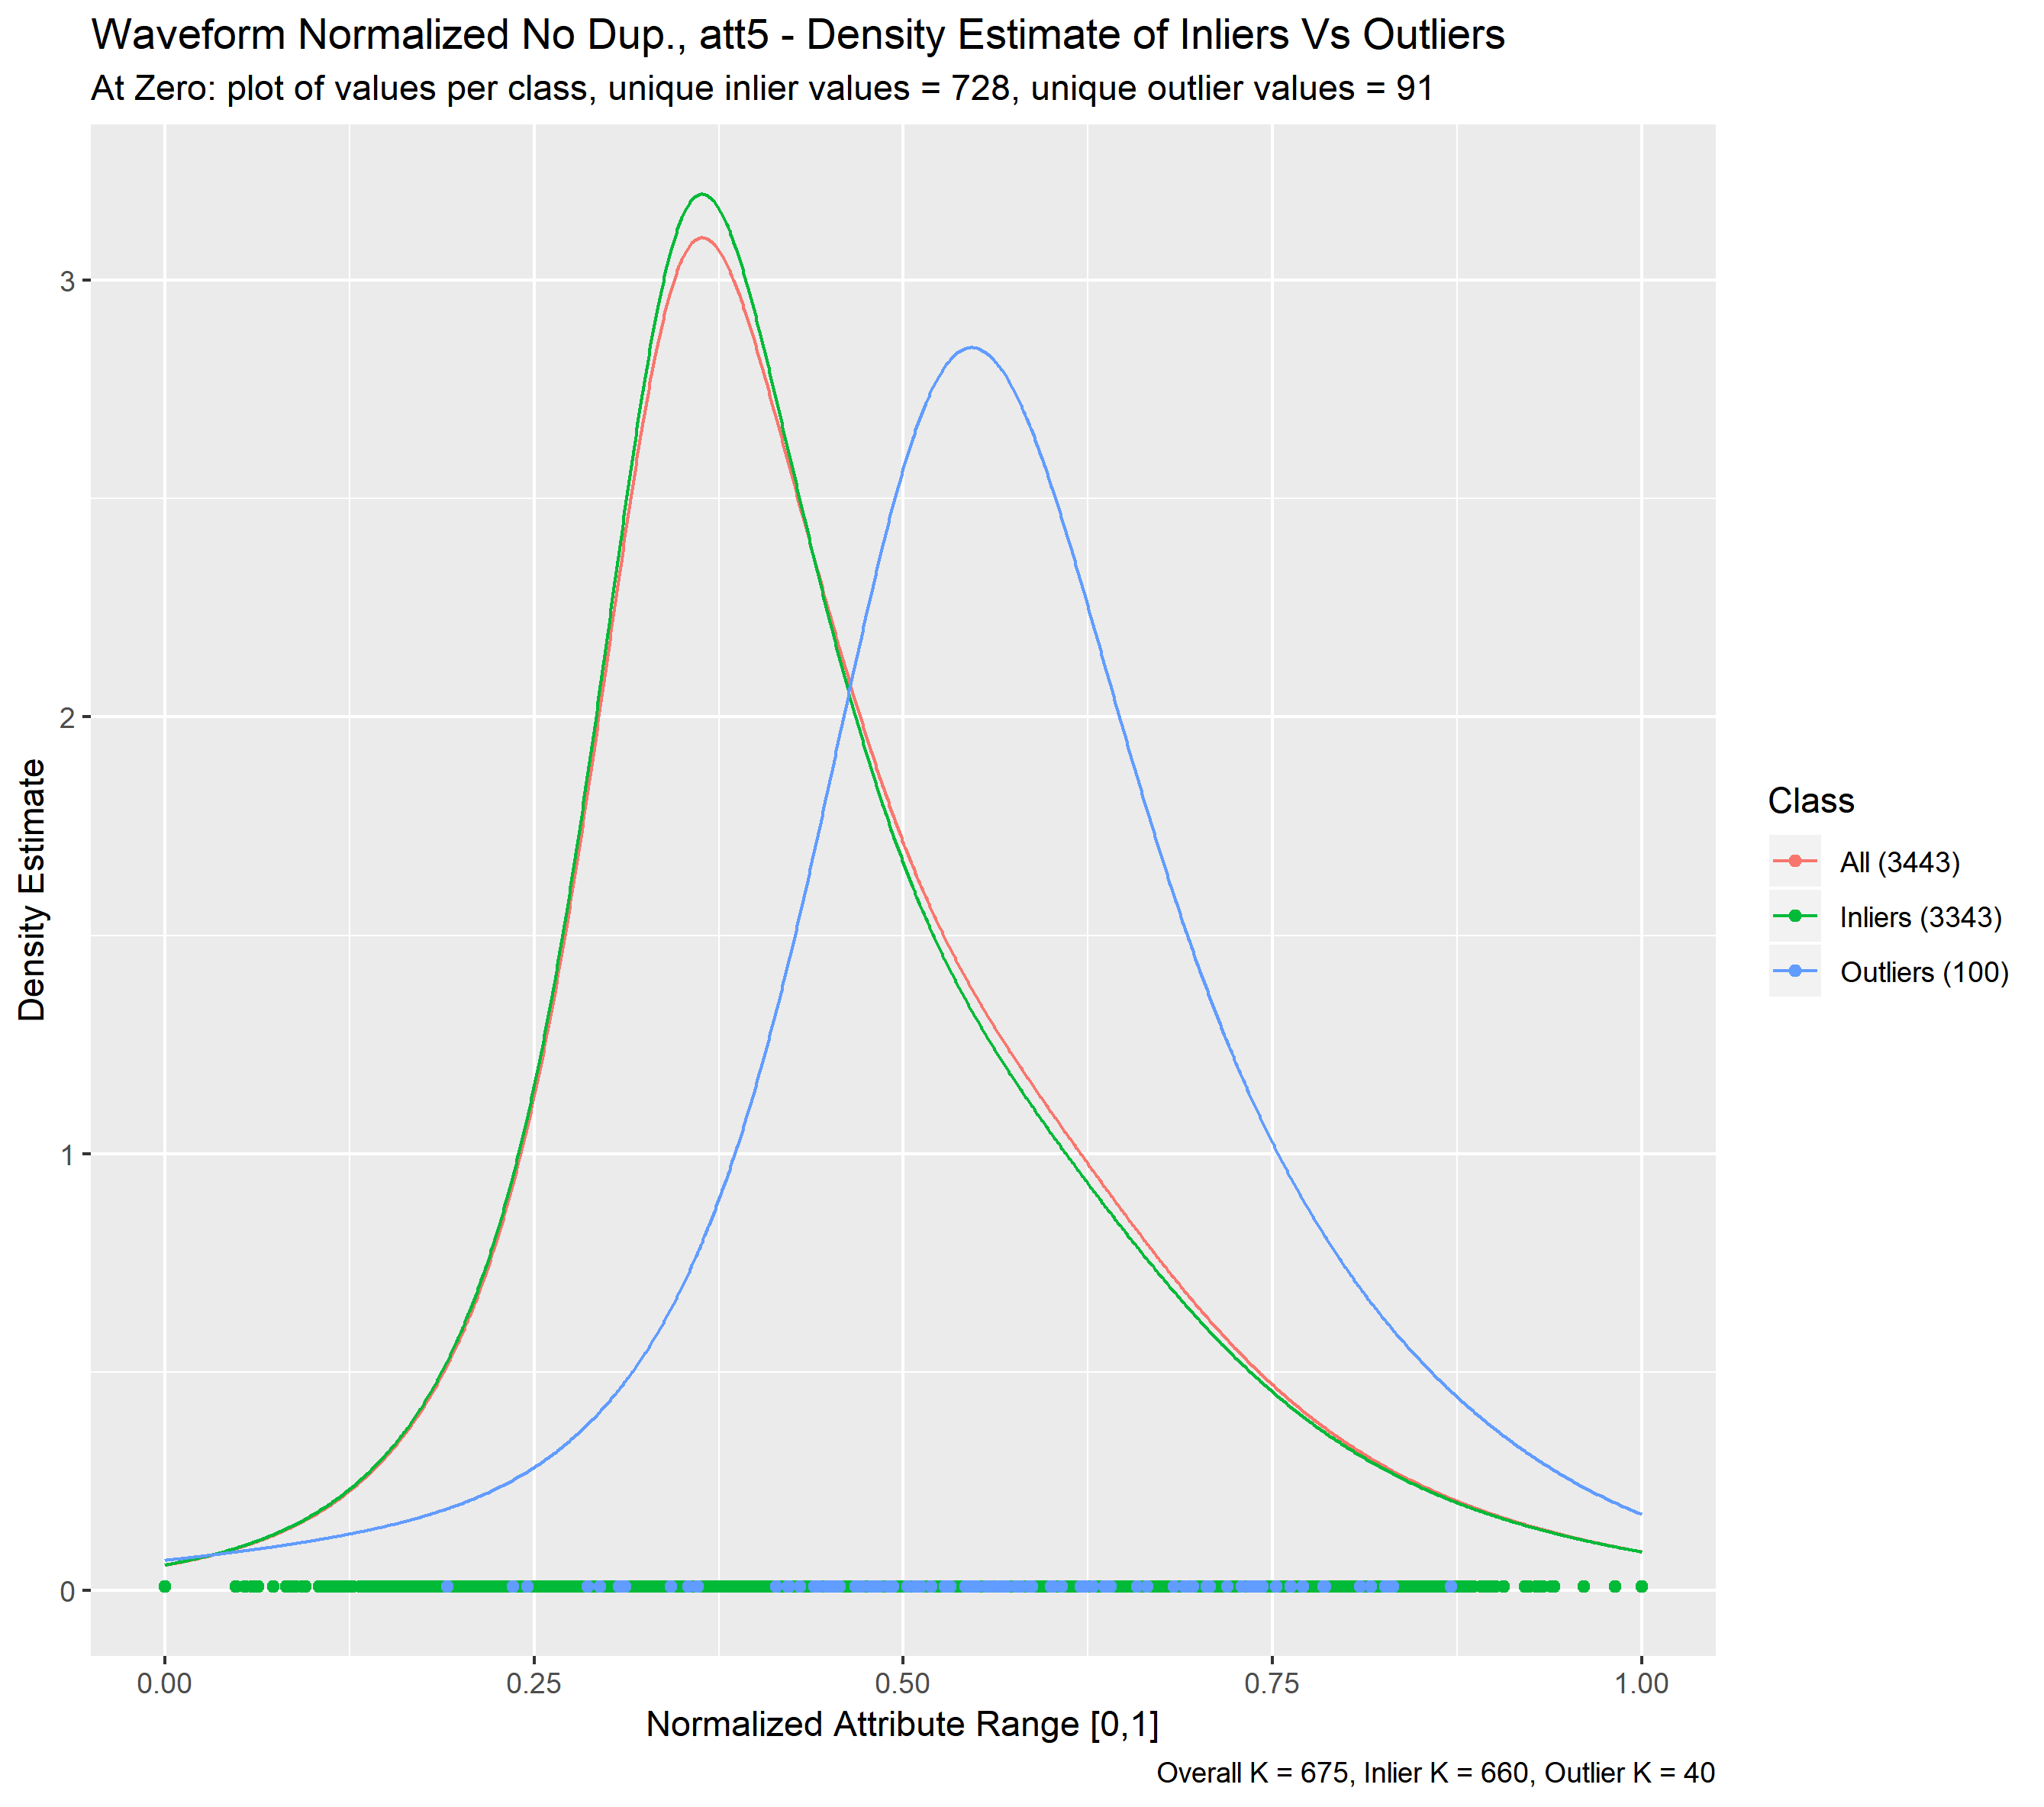 Waveform Normalized No Dup., att5 - Density Estimate of Inliers Vs Outliers
At Zero: plot of values per class, unique inlier values = 728, unique outlier values = 91
Density Estimate
3
2
1
0
0.00
0.25
0.50
0.75
1.00
Normalized Attribute Range [0,1]
Class
All (3443)
Inliers (3343)
Outliers (100)
Overall K = 675, Inlier K = 660, Outlier K = 40